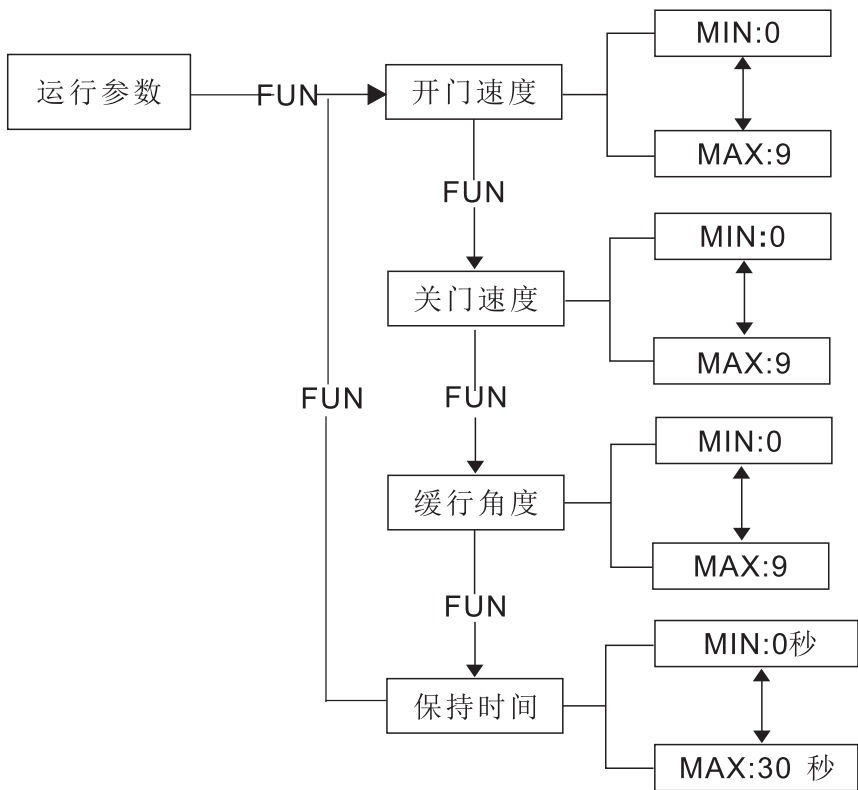 运行参数
FUN
开门速度
MIN:0
MAX:9
FUN
关门速度
MIN:0
MAX:9
FUN
FUN
缓行角度
MIN:0
MAX:9
FUN
保持时间
MIN:0秒
MAX:30 秒